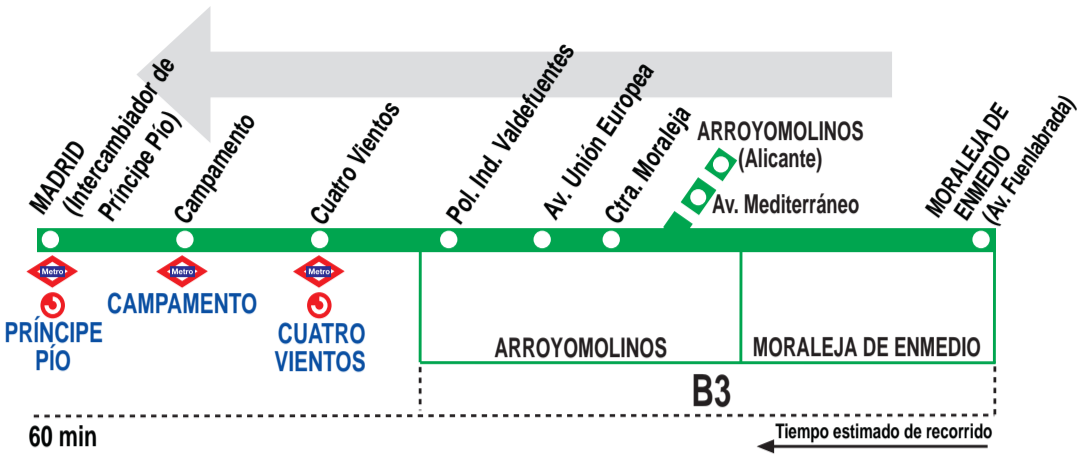 MADRID
(Intercambiador de
Príncipe Pío)
Campamento
Cuatro Vientos
Pol. Ind. Valdefuentes
Av. Unión Europea
Ctra. Moraleja
ARROYOMOLINOS
(Alicante)
Av. Mediterráneo
MORALEJA DE
ENMEDIO
(Av. Fuenlabrada)
Metro
Metro
Metro
PRÍNCIPE
PÍO
CAMPAMENTO
CUATRO
VIENTOS
ARROYOMOLINOS
MORALEJA DE ENMEDIO
B3
60 min
Tiempo estimado de recorrido